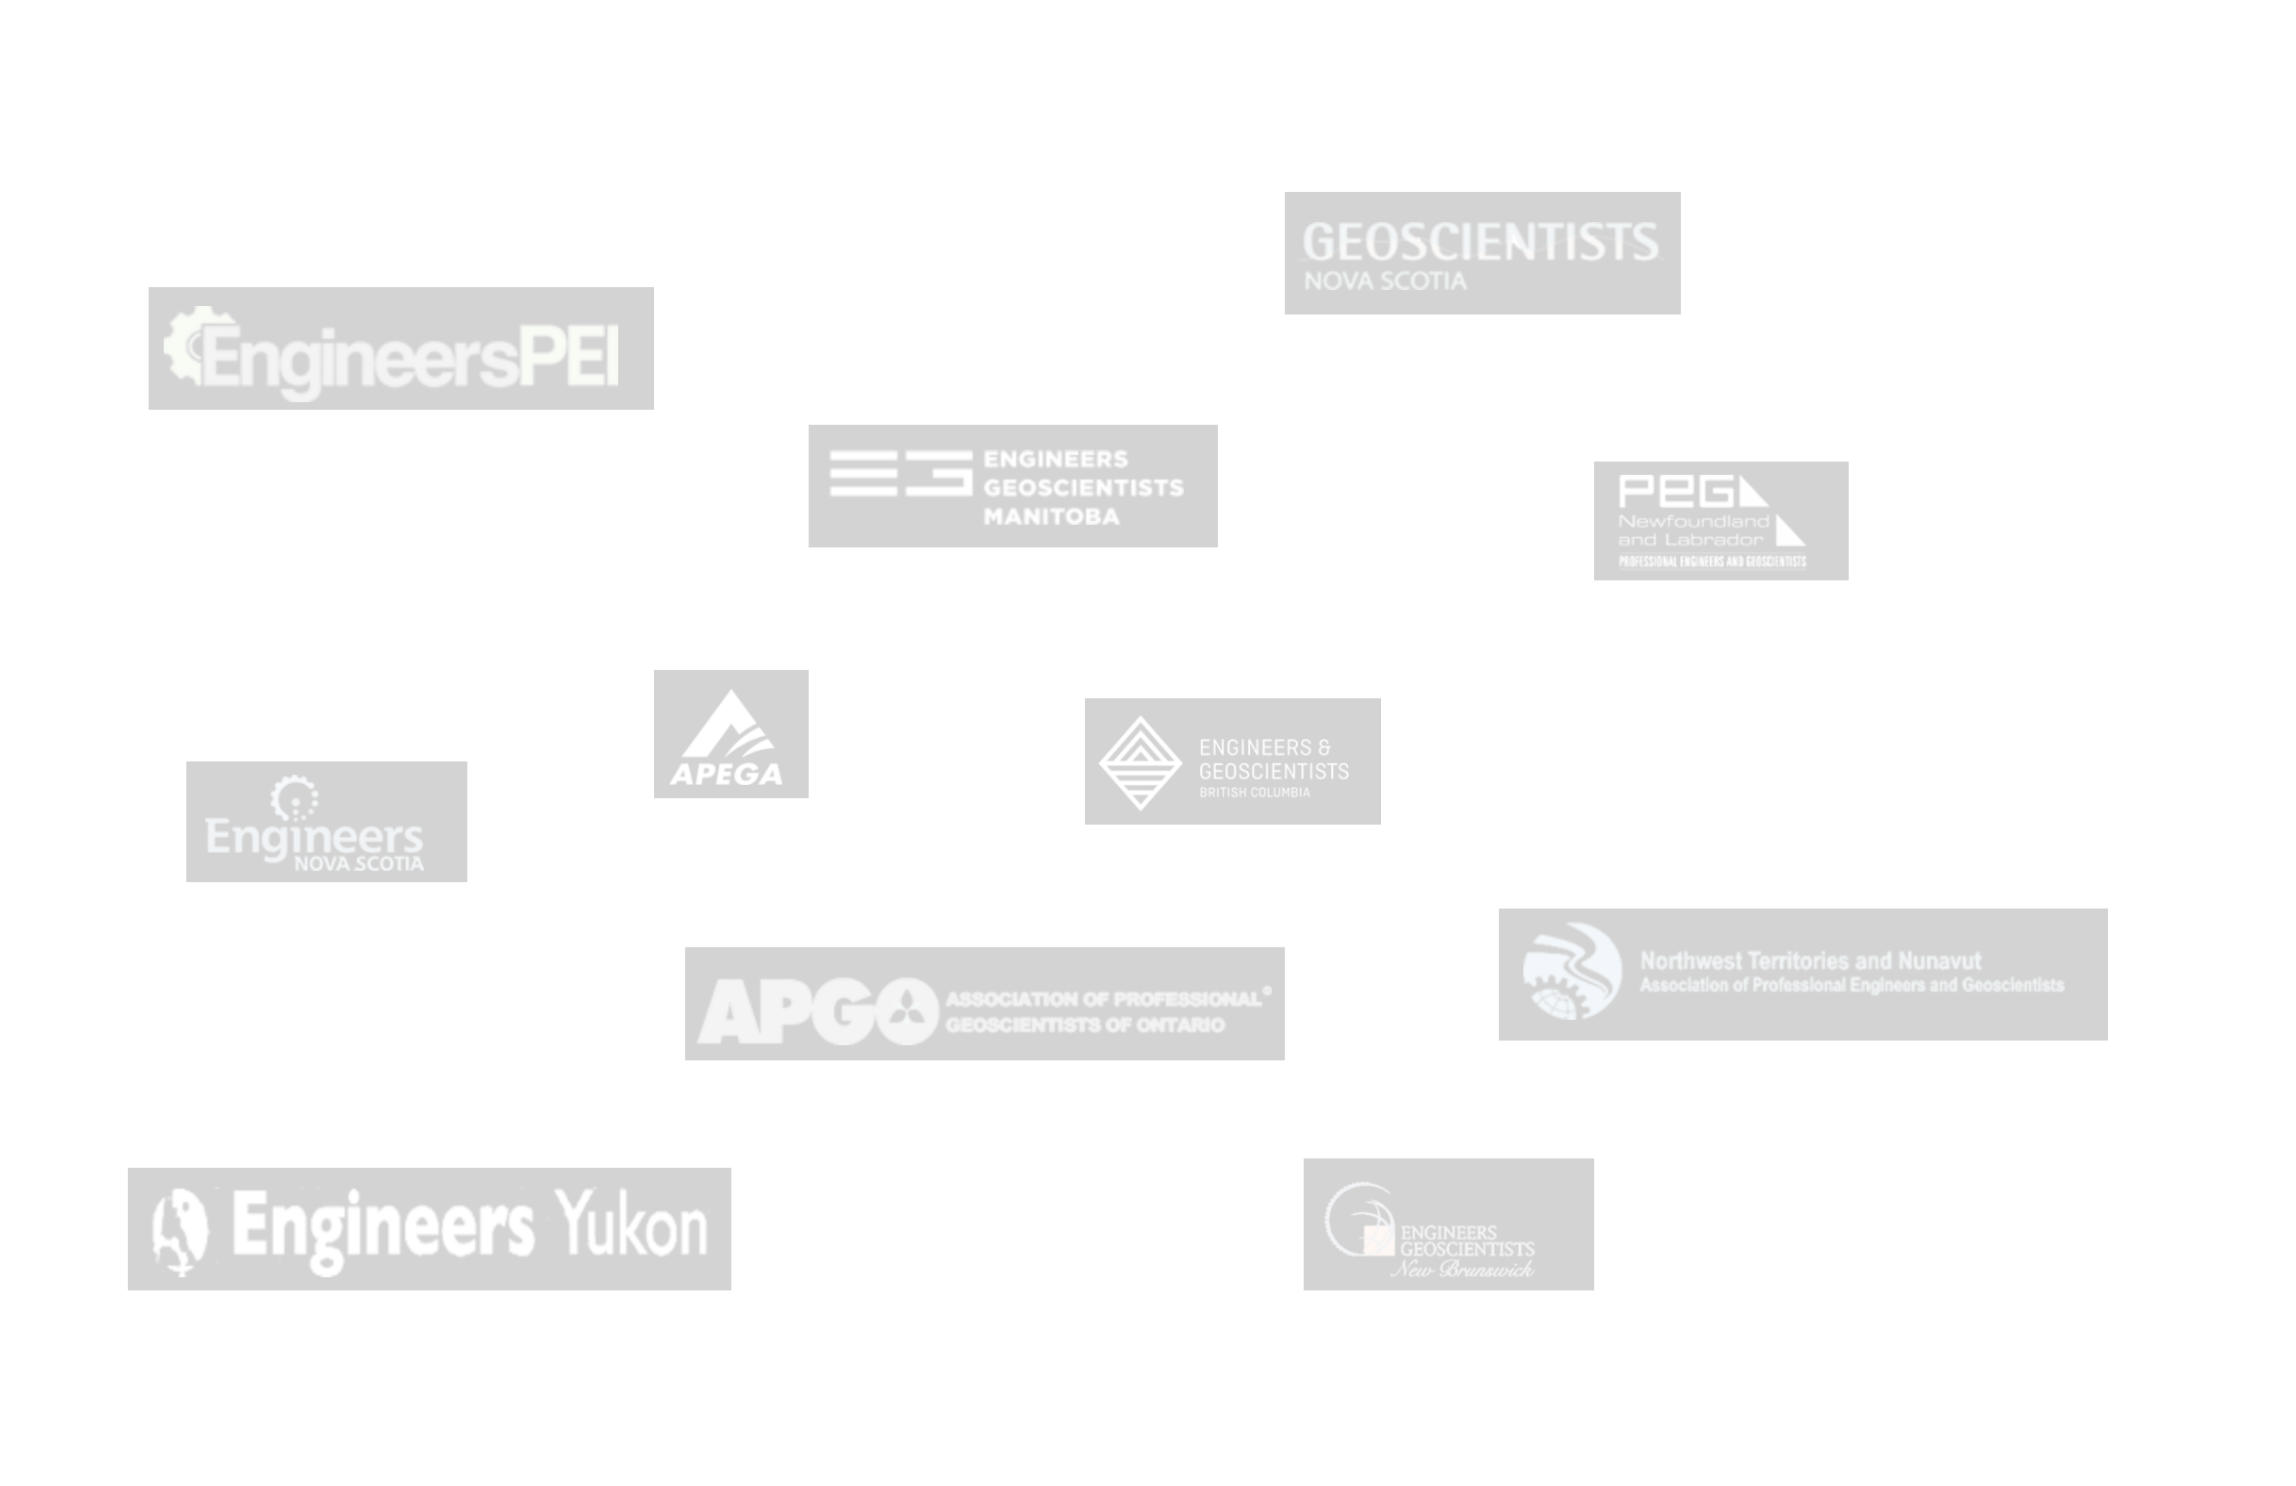 GEOSCIENTISTS
NOVA SCOTIA
EngineersPEI
ENGINEERS
GEOSCIENTISTS
MANITOBA
PEG
Newfoundland
and Labrador
PROFESSIONAL ENGINEERS AND GEOSCIENTISTS
APEGA
ENGINEERS &
GEOSCIENTISTS
BRITISH COLUMBIA
Engineers
NOVA SCOTIA
Northwest Territories and Nunavut
Association of Professional Engineers and Geoscientists
APGO
ASSOCIATION OF PROFESSIONAL®
GEOSCIENTISTS OF ONTARIO
Engineers Yukon
ENGINEERS
GEOSCIENTISTS
New Brunswick